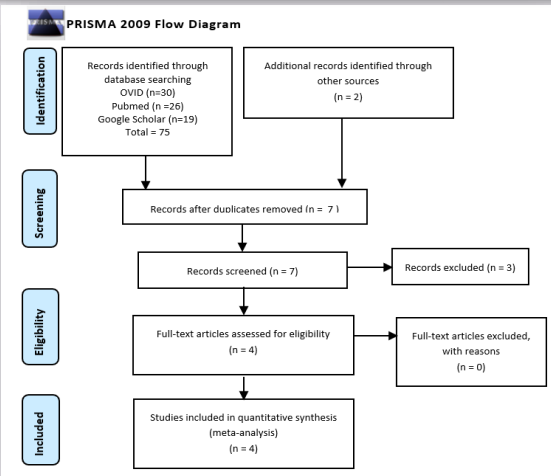 PRISMA 2009 Flow Diagram
Identification
Records identified through
database searching
OVID (n=30)
Pubmed (n =26)
Google Scholar (n=19)
Total = 75
Additional records identified through
other sources
(n = 2)
Screening
Records after duplicates removed (n = 7 )
Records screened (n = 7)
Records excluded (n = 3)
Eligibility
Full-text articles assessed for eligibility
(n = 4)
Full-text articles excluded,
with reasons
(n = 0)
Included
Studies included in quantitative synthesis
(meta-analysis)
(n = 4)